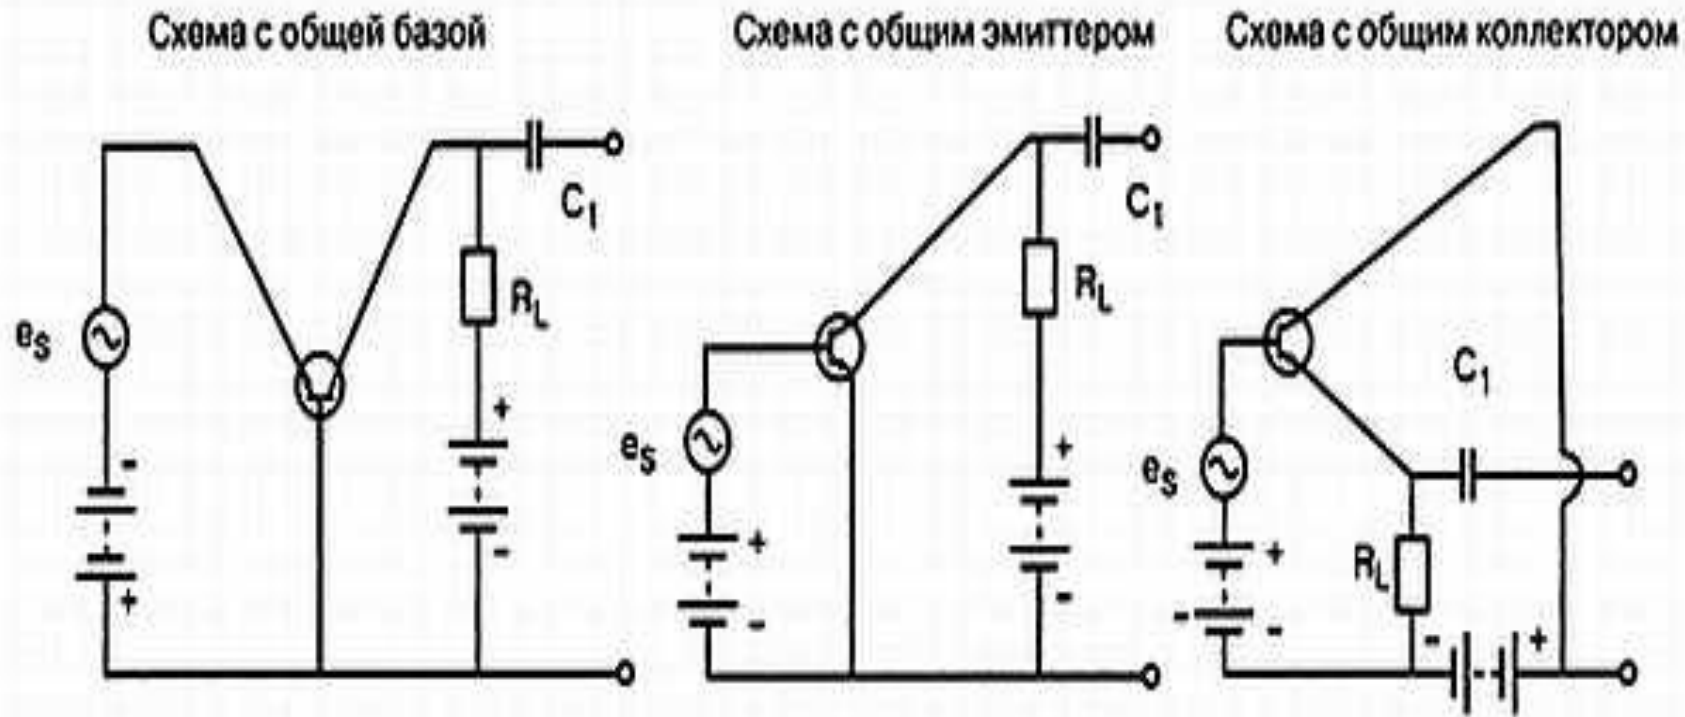 Схема с общей базой
Схема с общим эмиттером
Схема с общим коллектором
C1
RL
eS
-
+
+
-
C1
RL
eS
+
-
+
-
C1
RL
eS
+
-
-
-
+